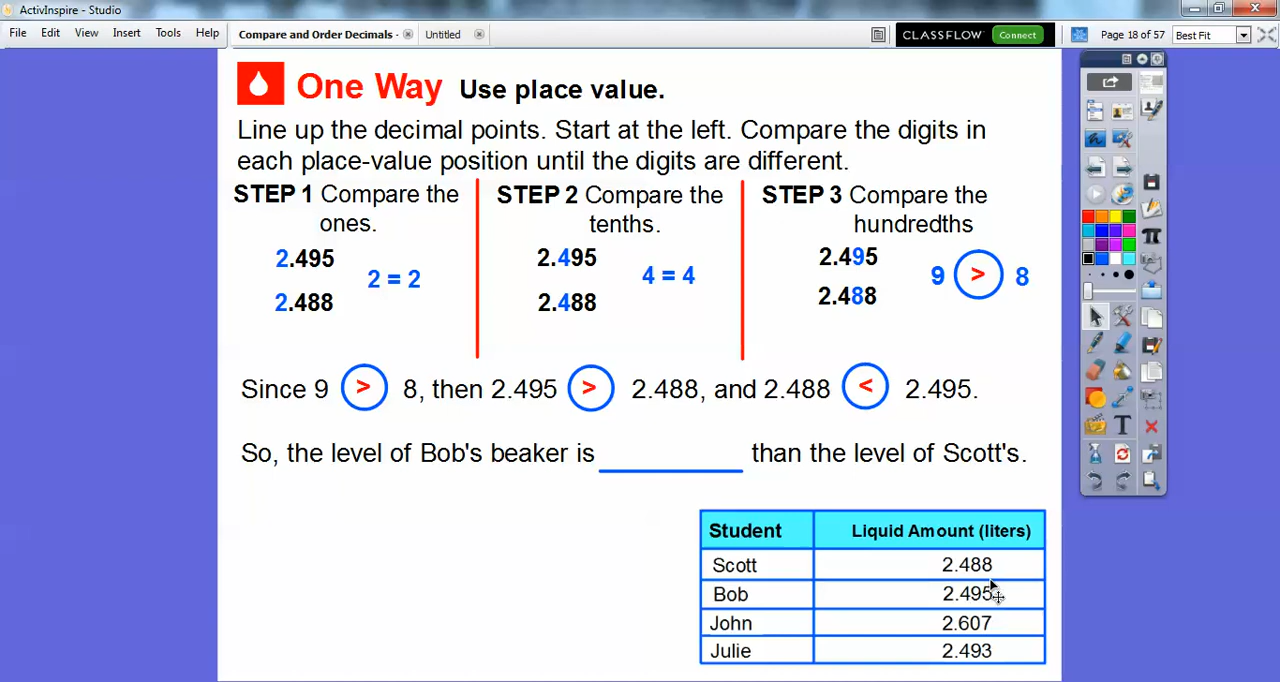 ActivInspire - Studio
File Edit View Insert Tools Help
Compare and Order Decimals - Untitled
CLASSFLOW Connect
Page 18 of 57 Best Fit
One Way Use place value.
Line up the decimal points. Start at the left. Compare the digits in
each place-value position until the digits are different.
STEP 1 Compare the
ones.
2.495
2 = 2
2.488
STEP 2 Compare the
tenths.
2.495
4 = 4
2.488
STEP 3 Compare the
hundredths
2.495
9 > 8
2.488
Since 9 > 8, then 2.495 > 2.488, and 2.488 < 2.495.
So, the level of Bob's beaker is ________ than the level of Scott's.
Student Liquid Amount (liters)
Scott 2.488
Bob 2.495
John 2.607
Julie 2.493